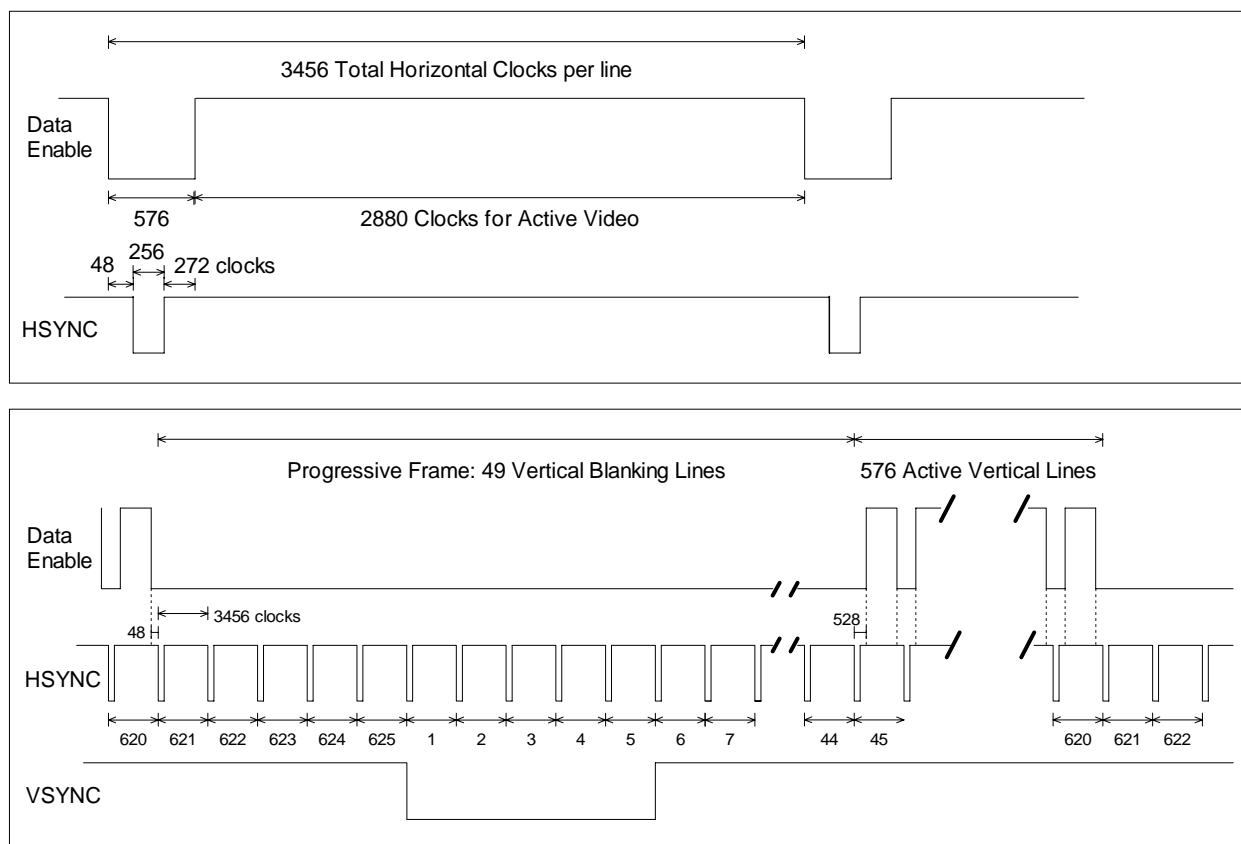 3456 Total Horizontal Clocks per line
Data
Enable
576
2880 Clocks for Active Video
256
48
272 clocks
HSYNC
Progressive Frame: 49 Vertical Blanking Lines
576 Active Vertical Lines
Data
Enable
3456 clocks
48
528
HSYNC
620 621 622 623 624 625 1 2 3 4 5 6 7 44 45 620 621 622
VSYNC